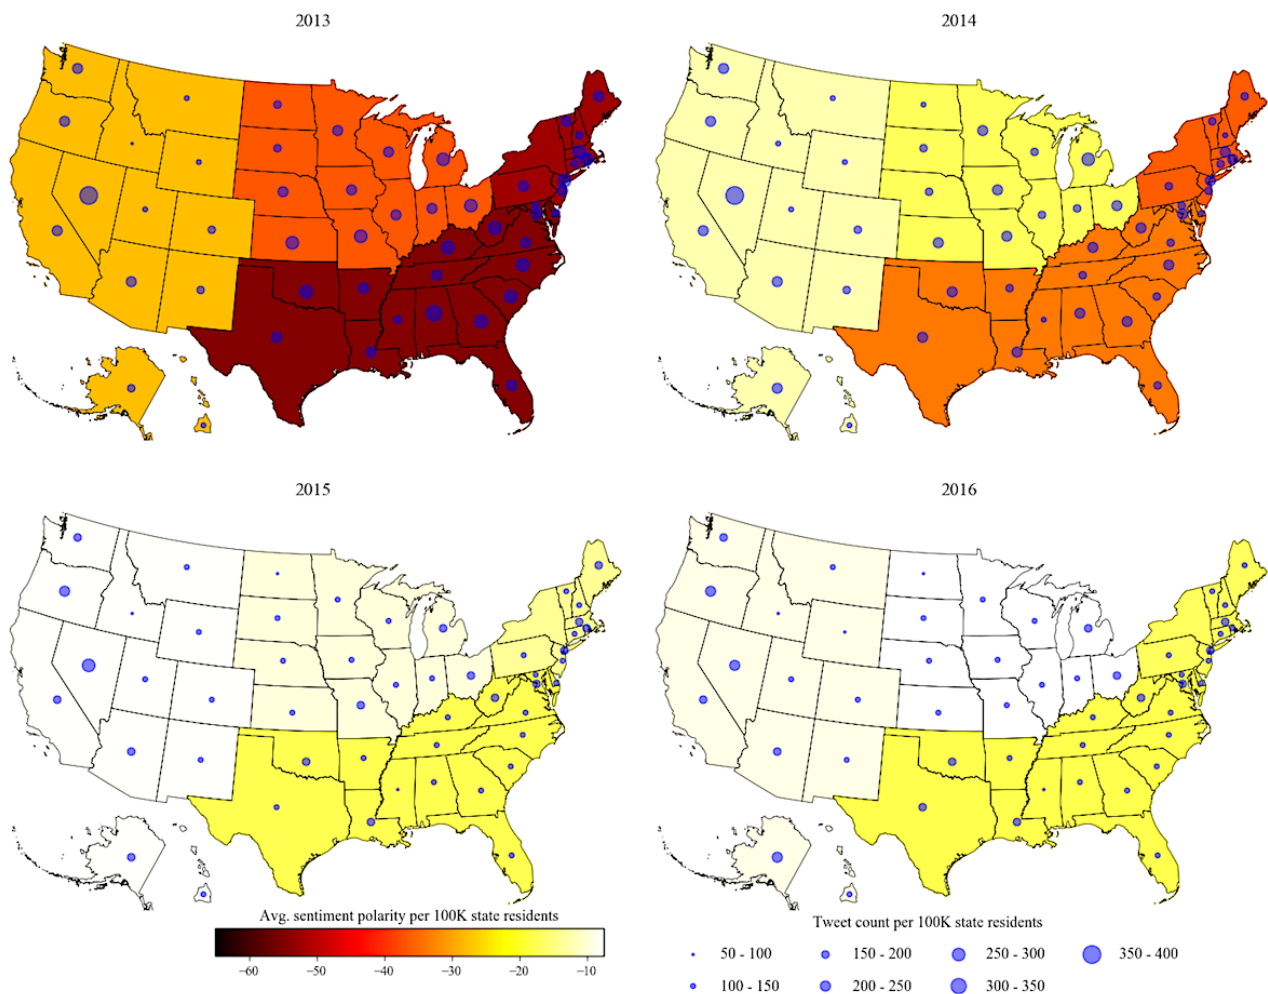 2013
2014
2015
2016
Avg. sentiment polarity per 100K state residents
−60 −50 −40 −30 −20 −10
Tweet count per 100K state residents
50 - 100 150 - 200 250 - 300 350 - 400
100 - 150 200 - 250 300 - 350